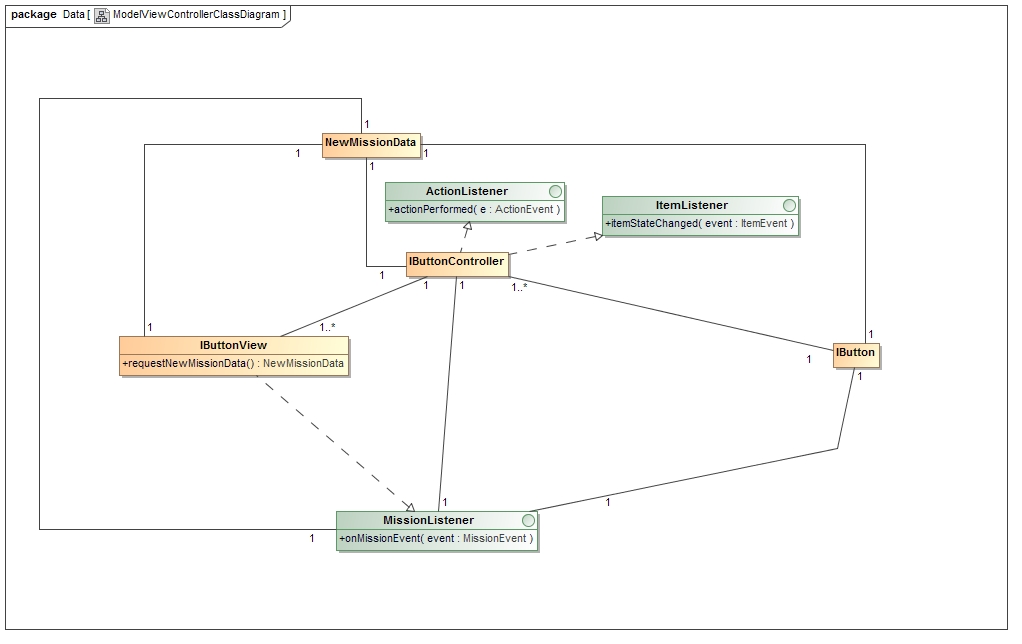 package Data [ ModelViewControllerClassDiagram ]
1
NewMissionData
1
1
1
ActionListener
+actionPerformed( e : ActionEvent )
ItemListener
+itemStateChanged( event : ItemEvent )
IButtonController
1
1
1
1..*
1
1..*
1
IButtonView
+requestNewMissionData() : NewMissionData
IButton
1
1
1
1
MissionListener
+onMissionEvent( event : MissionEvent )
1